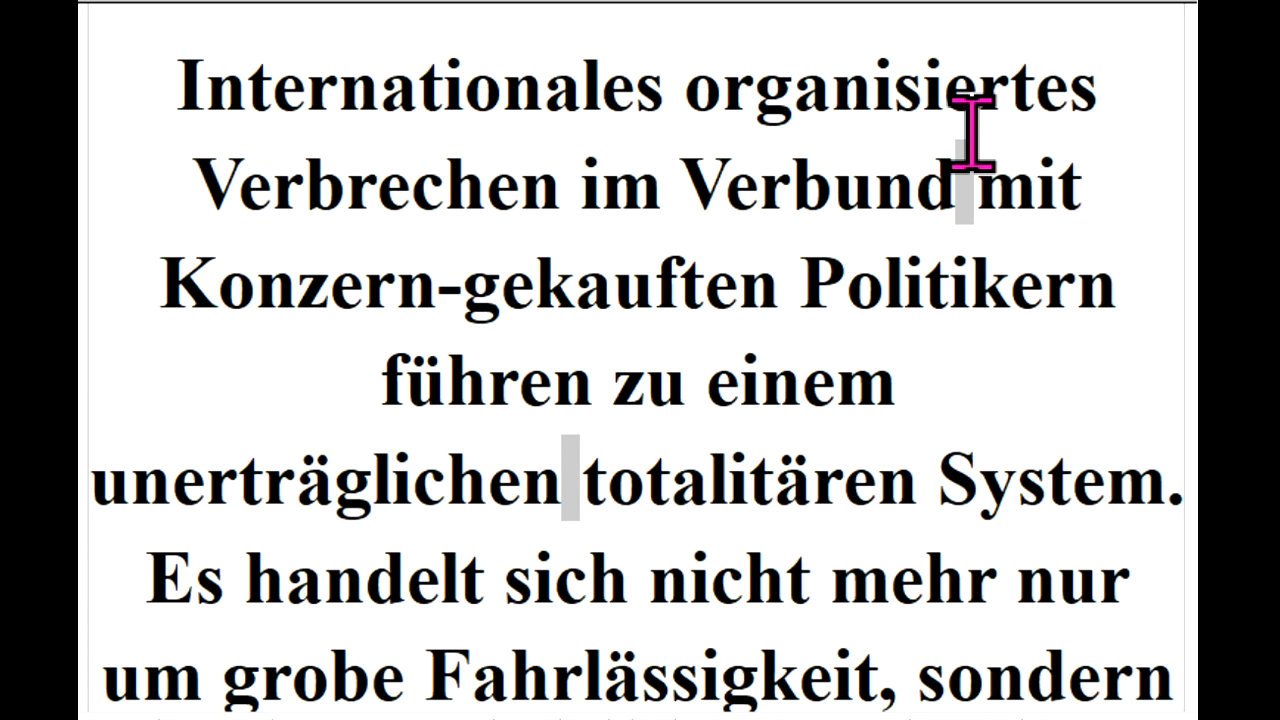 Internationales organisiertes
Verbrechen im Verbund mit
Konzern-gekauften Politikern
führen zu einem
unerträglichen totalitären System.
Es handelt sich nicht mehr nur
um grobe Fahrlässigkeit, sondern